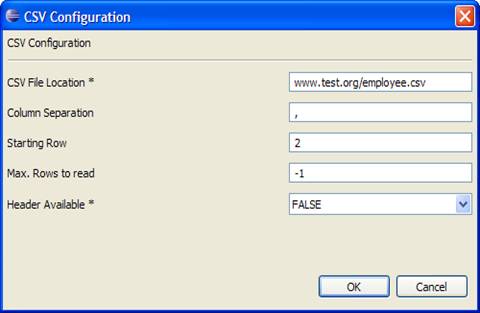 CSV Configuration
CSV Configuration
CSV File Location * www.test.org/employee.csv
Column Separation ,
Starting Row 2
Max. Rows to read -1
Header Available * FALSE
OK Cancel